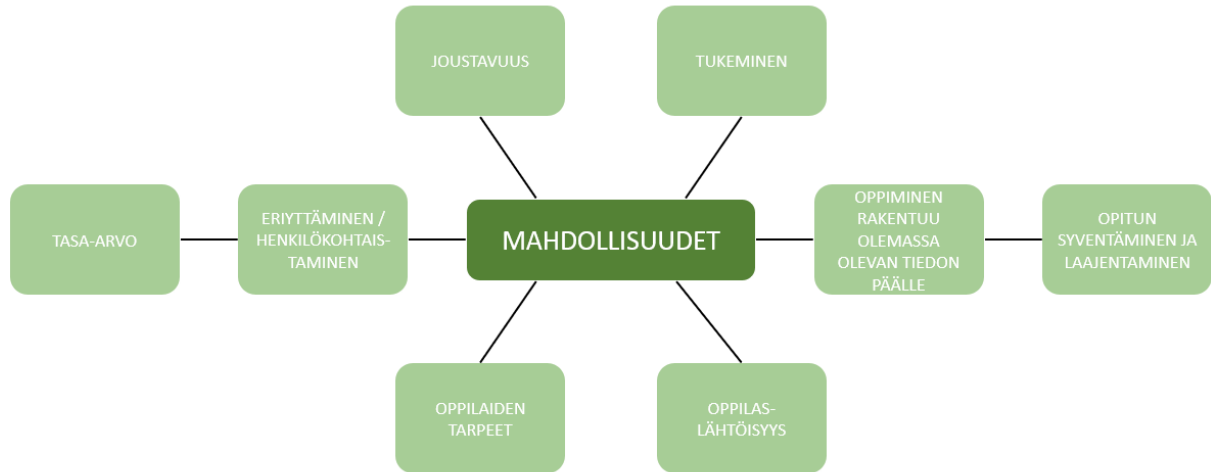 JOUSTAVUUS
TUKEMINEN
TASA-ARVO
ERIYTTÄMINEN /
HENKILÖKOHTAIS-
TAMINEN
MAHDOLLISUUDET
OPPIMINEN
RAKENTUU
OLEMASSA
OLEVAN TIEDON
PÄÄLLE
OPITUN
SYVENTÄMINEN JA
LAAJENTAMINEN
OPPILAIDEN
TARPEET
OPPILAS-
LÄHTÖISYYS